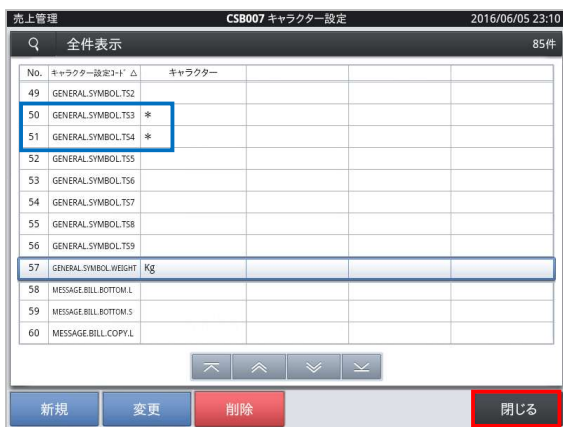 売上管理 CSB007 キャラクター設定 2016/06/05 23:10
全件表示 85件
No. キャラクター設定ｺｰﾄﾞ △ キャラクター
49 GENERAL.SYMBOL.TS2
50 GENERAL.SYMBOL.TS3 *
51 GENERAL.SYMBOL.TS4 *
52 GENERAL.SYMBOL.TS5
53 GENERAL.SYMBOL.TS6
54 GENERAL.SYMBOL.TS7
55 GENERAL.SYMBOL.TS8
56 GENERAL.SYMBOL.TS9
57 GENERAL.SYMBOL.WEIGHT Kg
58 MESSAGE.BILL.BOTTOM.L
59 MESSAGE.BILL.BOTTOM.S
60 MESSAGE.BILL.COPY.L
新規 変更 削除 閉じる